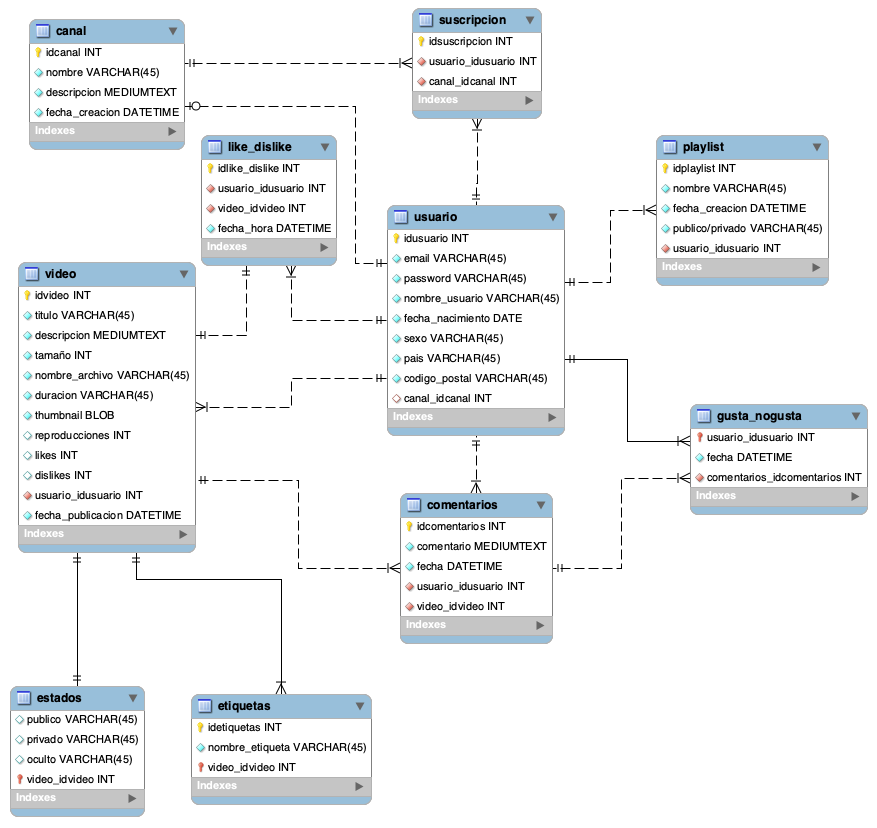 canal
idcanal INT
nombre VARCHAR(45)
descripcion MEDIUMTEXT
fecha_creacion DATETIME
Indexes
suscripcion
idsuscripcion INT
usuario_idusuario INT
canal_idcanal INT
Indexes
like_dislike
idlike_dislike INT
usuario_idusuario INT
video_idvideo INT
fecha_hora DATETIME
Indexes
playlist
idplaylist INT
nombre VARCHAR(45)
fecha_creacion DATETIME
publico/privado VARCHAR(45)
usuario_idusuario INT
Indexes
usuario
idusuario INT
email VARCHAR(45)
password VARCHAR(45)
nombre_usuario VARCHAR(45)
fecha_nacimiento DATE
sexo VARCHAR(45)
pais VARCHAR(45)
codigo_postal VARCHAR(45)
canal_idcanal INT
Indexes
video
idvideo INT
titulo VARCHAR(45)
descripcion MEDIUMTEXT
tamaño INT
nombre_archivo VARCHAR(45)
duracion VARCHAR(45)
thumbnail BLOB
reproducciones INT
likes INT
dislikes INT
usuario_idusuario INT
fecha_publicacion DATETIME
Indexes
gusta_nogusta
usuario_idusuario INT
fecha DATETIME
comentarios_idcomentarios INT
Indexes
comentarios
idcomentarios INT
comentario MEDIUMTEXT
fecha DATETIME
usuario_idusuario INT
video_idvideo INT
Indexes
estados
publico VARCHAR(45)
privado VARCHAR(45)
oculto VARCHAR(45)
video_idvideo INT
Indexes
etiquetas
idetiquetas INT
nombre_etiqueta VARCHAR(45)
video_idvideo INT
Indexes